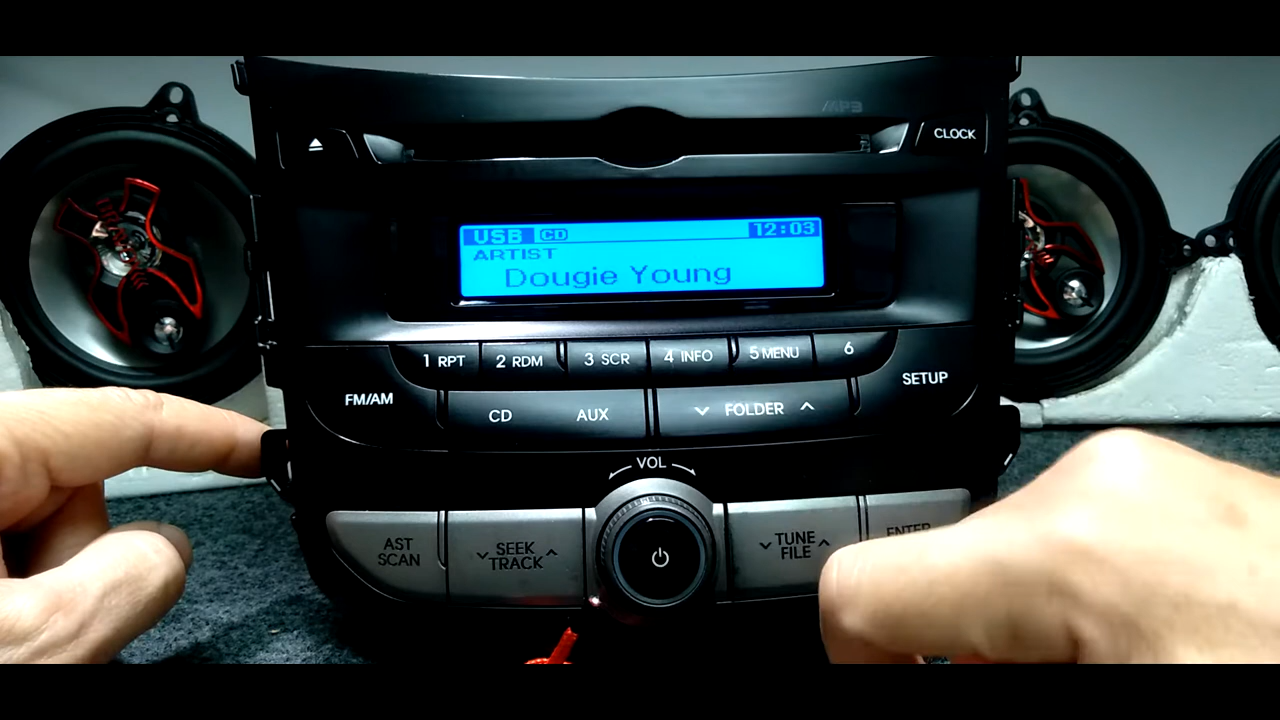 MP3
CLOCK
USB CD 12:03
ARTIST
Dougie Young
1 RPT 2 RDM 3 SCR 4 INFO 5 MENU 6
FM/AM CD AUX FOLDER SETUP
VOL
AST SCAN
SEEK TRACK
TUNE FILE
ENTER